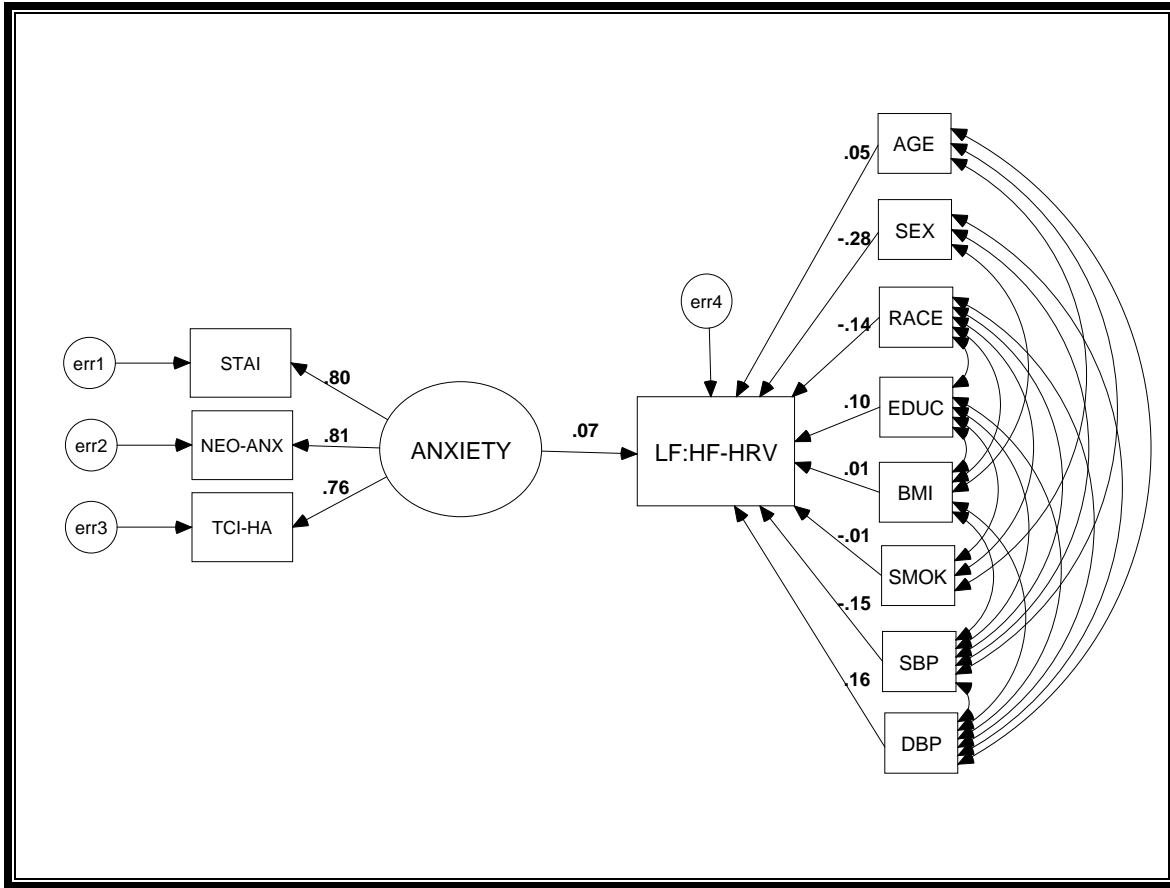 AGE
.05
SEX
-.28
err4
RACE
-.14
err1
STAI
.80
EDUC
.10
err2
NEO-ANX
.81
ANXIETY
.07
LF:HF-HRV
BMI
.01
.76
err3
TCI-HA
SMOK
-.01
-.15
SBP
.16
DBP